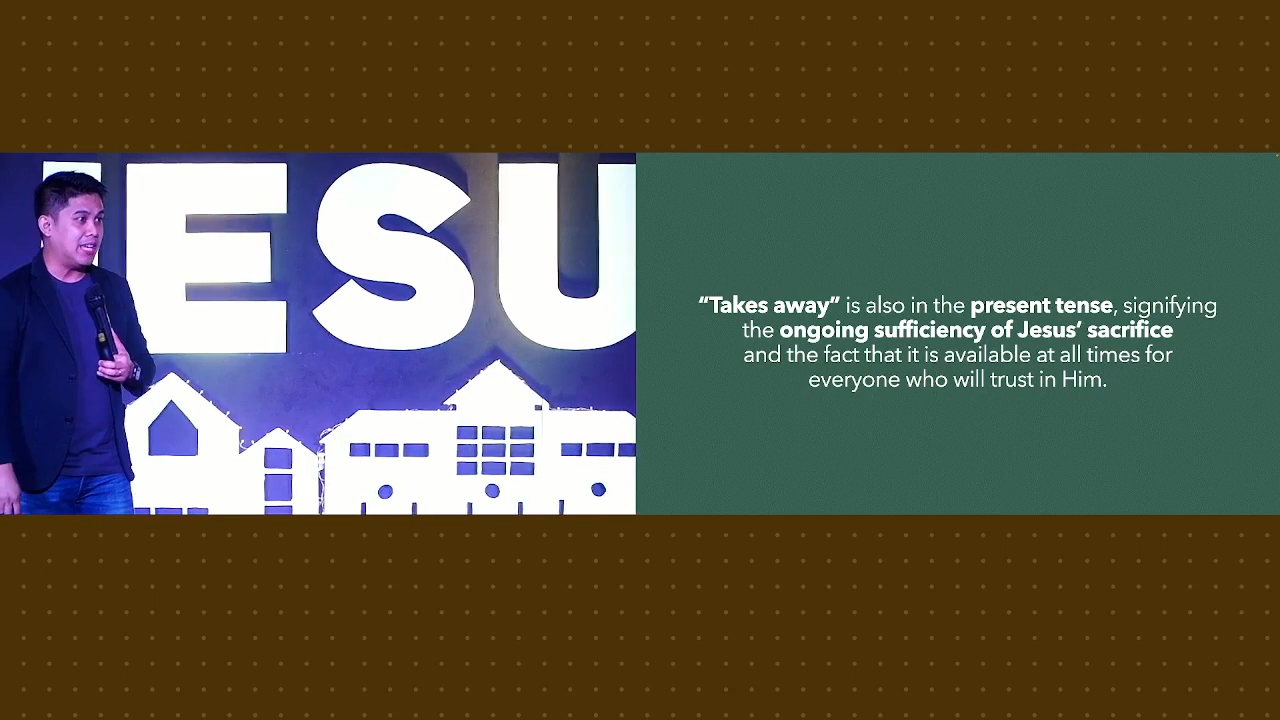 JESU
“Takes away” is also in the present tense, signifying
the ongoing sufficiency of Jesus’ sacrifice
and the fact that it is available at all times for
everyone who will trust in Him.